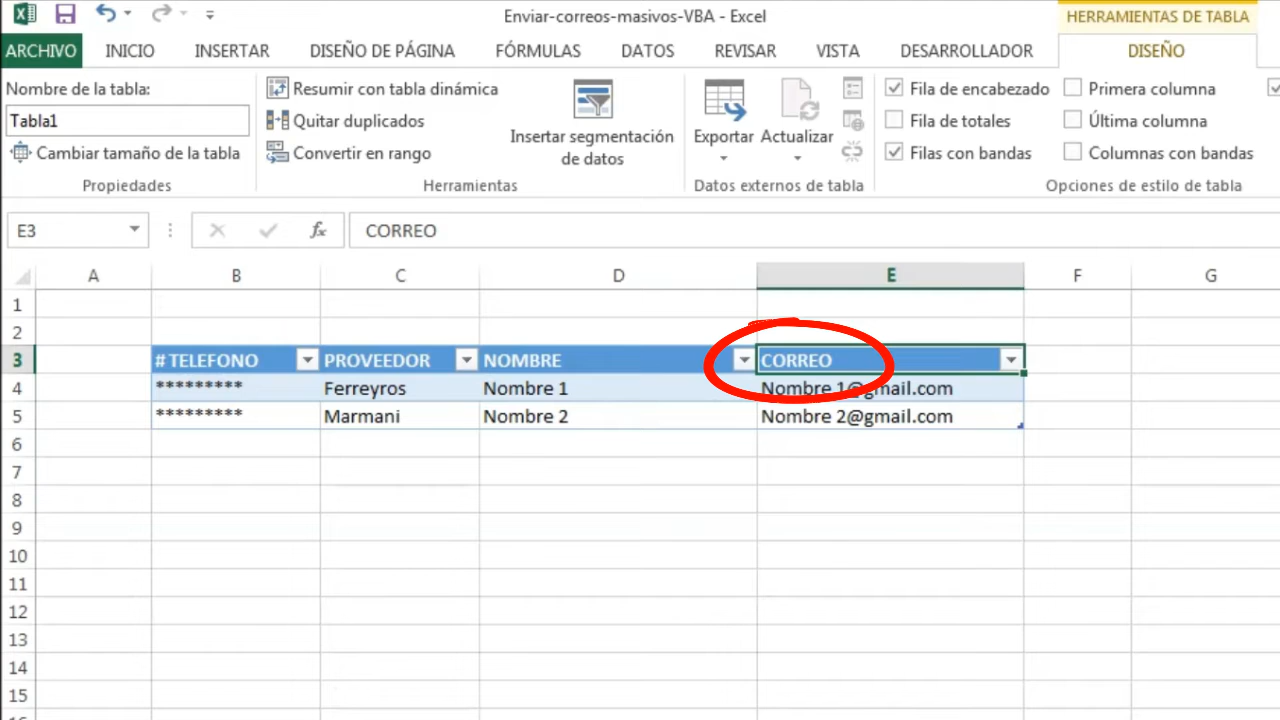 Enviar-correos-masivos-VBA - Excel
HERRAMIENTAS DE TABLA
ARCHIVO INICIO INSERTAR DISEÑO DE PÁGINA FÓRMULAS DATOS REVISAR VISTA DESARROLLADOR DISEÑO
Nombre de la tabla:
Tabla1
Cambiar tamaño de la tabla
Propiedades
Resumir con tabla dinámica
Quitar duplicados
Convertir en rango
Insertar segmentación
de datos
Herramientas
Exportar
Actualizar
Datos externos de tabla
Fila de encabezado
Fila de totales
Filas con bandas
Primera columna
Última columna
Columnas con bandas
Opciones de estilo de tabla
E3 fx CORREO
A B C D E F G
1
2
3 # TELEFONO PROVEEDOR NOMBRE CORREO
4 ********* Ferreyros Nombre 1 Nombre 1@gmail.com
5 ********* Marmani Nombre 2 Nombre 2@gmail.com
6
7
8
9
10
11
12
13
14
15